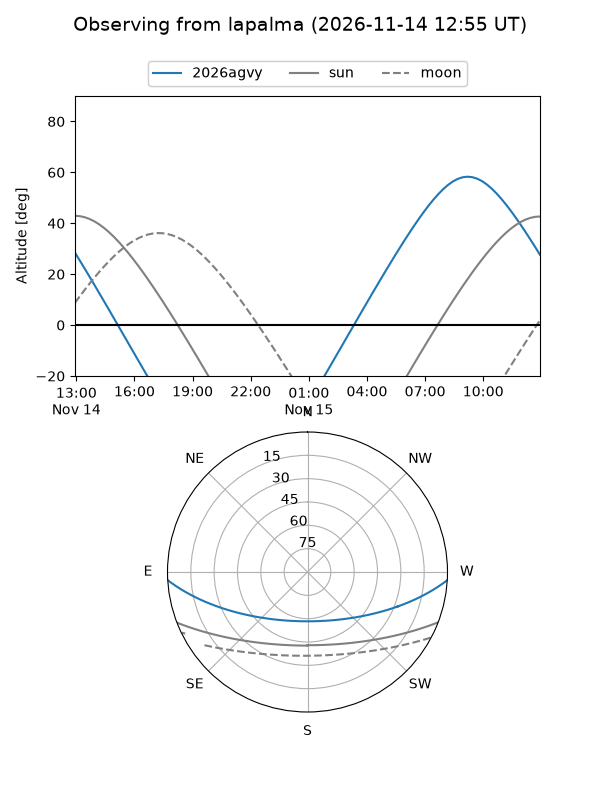 Observing from lapalma (2026-11-14 12:55 UT)
2026agvy sun moon
Altitude [deg]
80
60
40
20
0
−20
13:00 16:00 19:00 22:00 01:00 04:00 07:00 10:00
Nov 14 Nov 15
N
NE NW
15
30
45
60
75
E W
SE SW
S